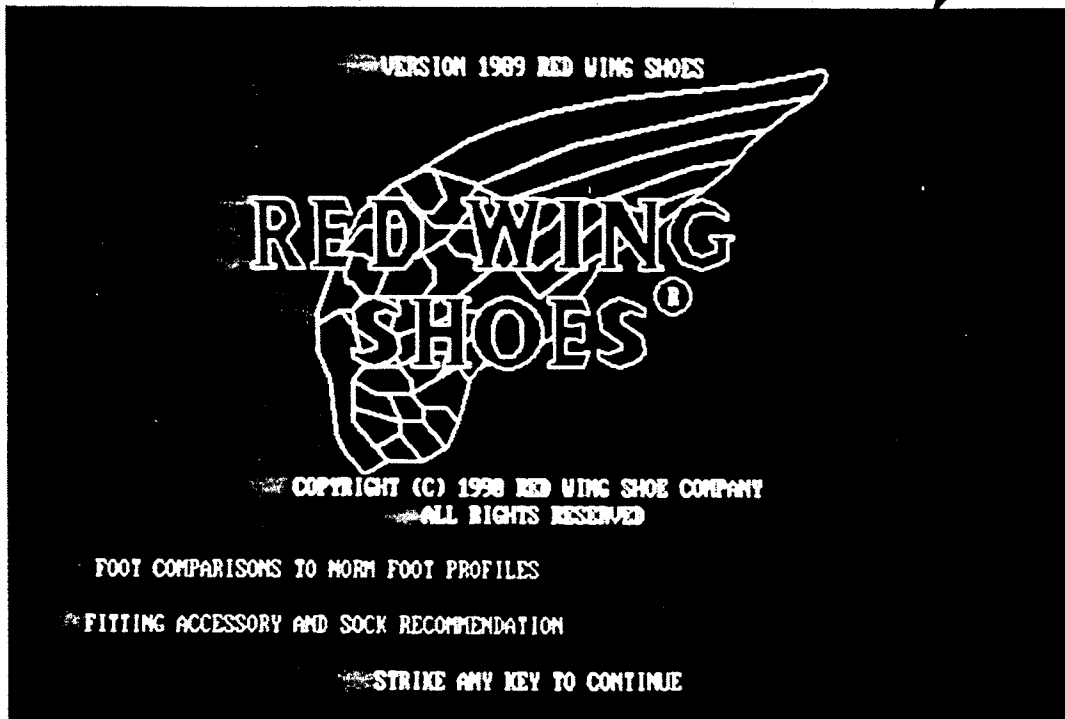 VERSION 1989 RED WING SHOES
RED WING
SHOES®
COPYRIGHT (C) 1990 RED WING SHOE COMPANY
ALL RIGHTS RESERVED
FOOT COMPARISONS TO NORM FOOT PROFILES
FITTING ACCESSORY AND SOCK RECOMMENDATION
STRIKE ANY KEY TO CONTINUE